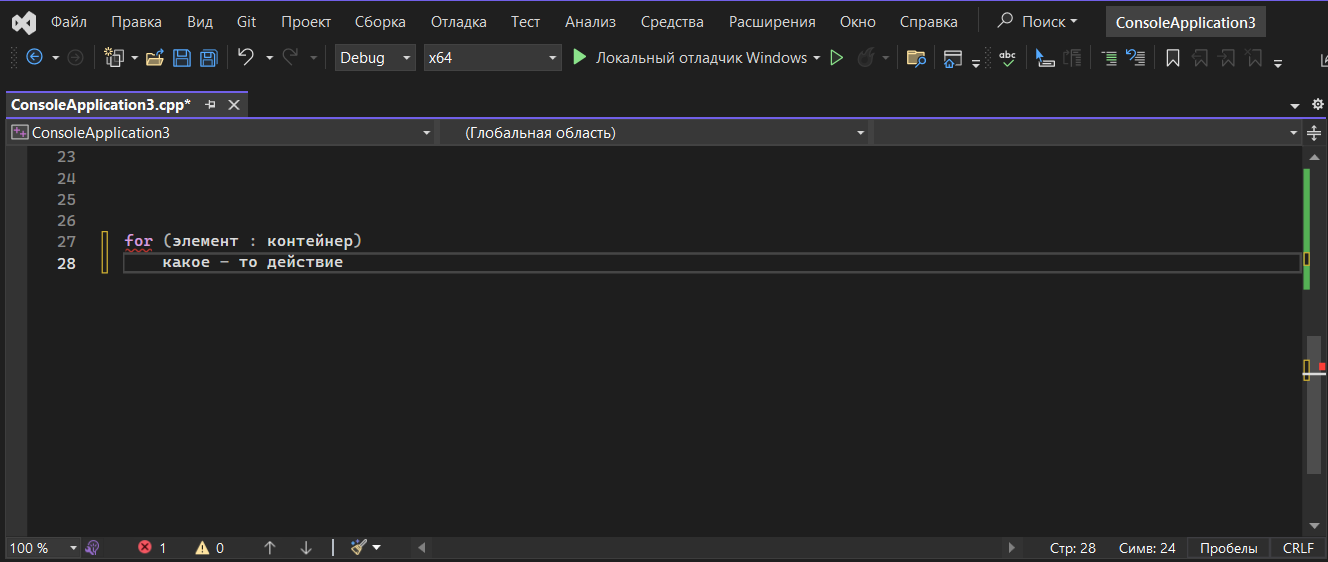 Файл Правка Вид Git Проект Сборка Отладка Тест Анализ Средства Расширения Окно Справка Поиск ConsoleApplication3
Debug x64 Локальный отладчик Windows abc
ConsoleApplication3.cpp*
ConsoleApplication3 (Глобальная область)
23
24
25
26
27 for (элемент : контейнер)
28 какое - то действие
100 % 1 0 Стр: 28 Симв: 24 Пробелы CRLF